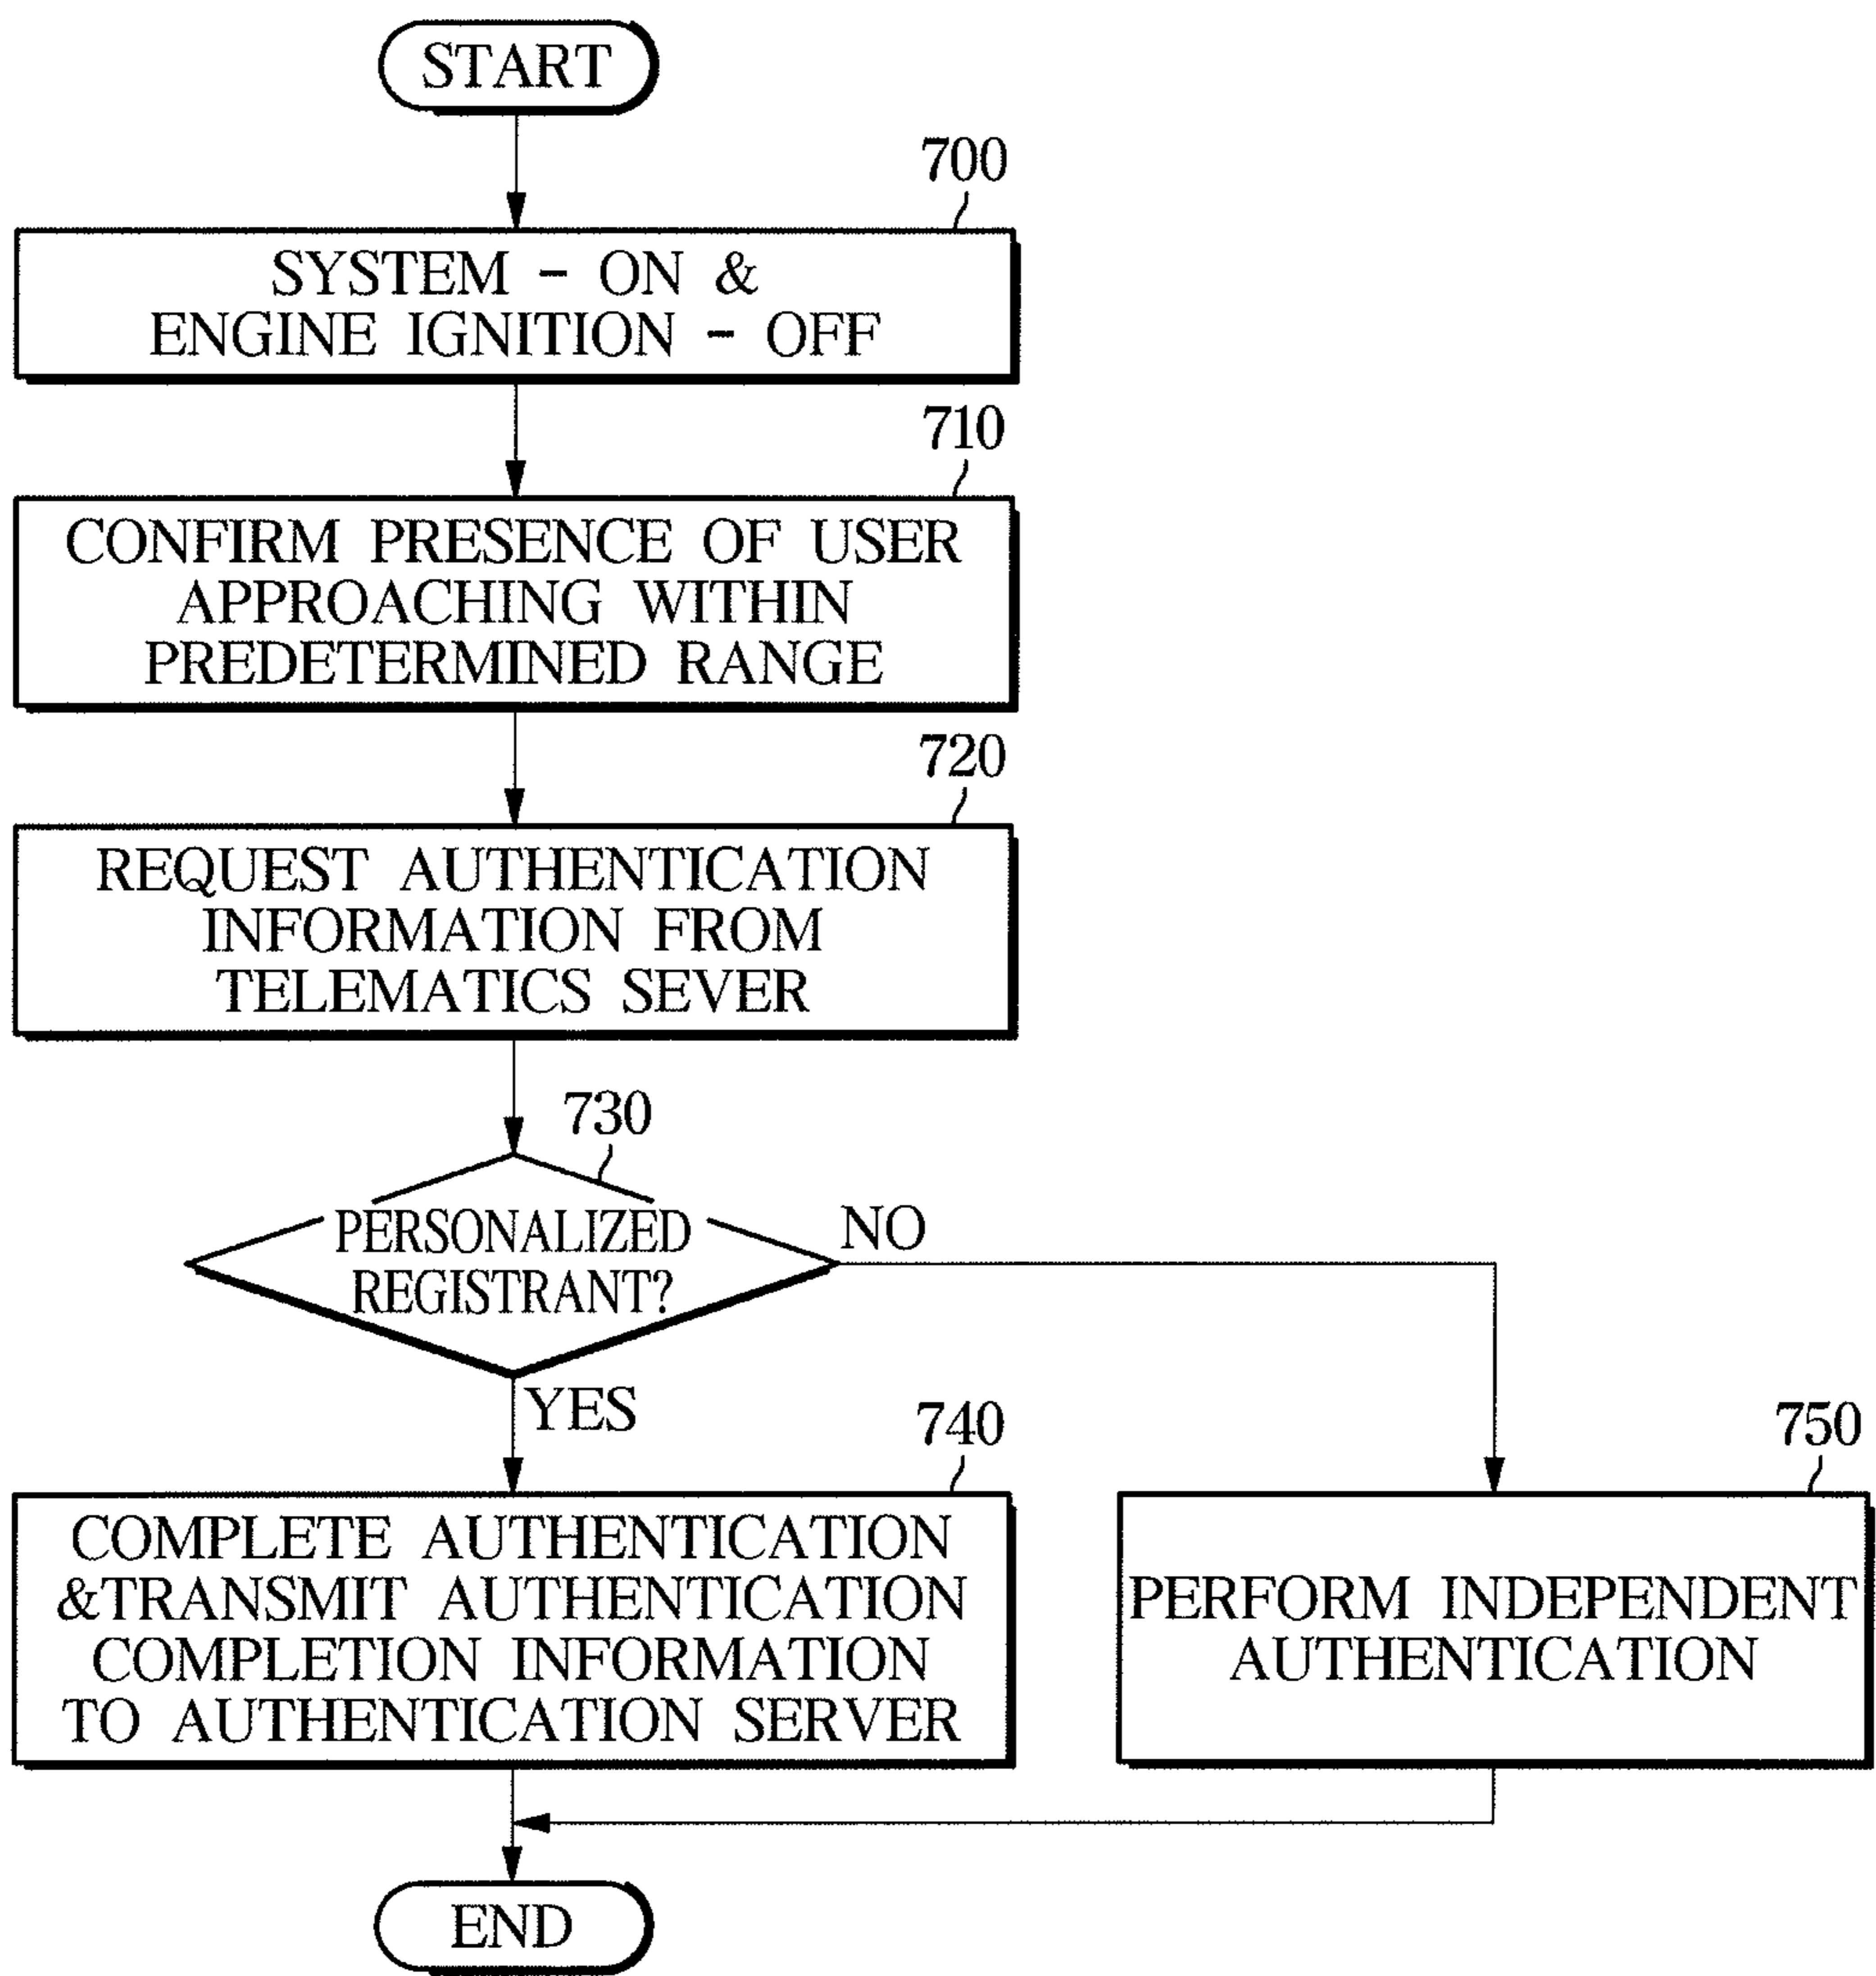 START
700
SYSTEM - ON &
ENGINE IGNITION - OFF
710
CONFIRM PRESENCE OF USER
APPROACHING WITHIN
PREDETERMINED RANGE
720
REQUEST AUTHENTICATION
INFORMATION FROM
TELEMATICS SEVER
730
PERSONALIZED
REGISTRANT?
NO
YES
740
COMPLETE AUTHENTICATION
&TRANSMIT AUTHENTICATION
COMPLETION INFORMATION
TO AUTHENTICATION SERVER
750
PERFORM INDEPENDENT
AUTHENTICATION
END